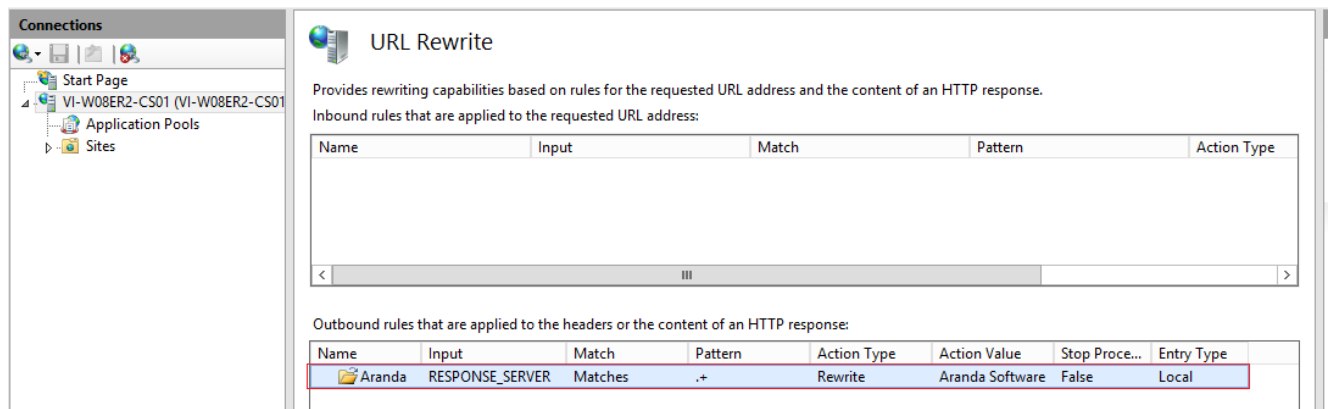 Connections
Start Page
VI-W08ER2-CS01 (VI-W08ER2-CS01
Application Pools
Sites
URL Rewrite
Provides rewriting capabilities based on rules for the requested URL address and the content of an HTTP response.
Inbound rules that are applied to the requested URL address:
Name Input Match Pattern Action Type
Outbound rules that are applied to the headers or the content of an HTTP response:
Name Input Match Pattern Action Type Action Value Stop Proce... Entry Type
Aranda RESPONSE_SERVER Matches .+ Rewrite Aranda Software False Local